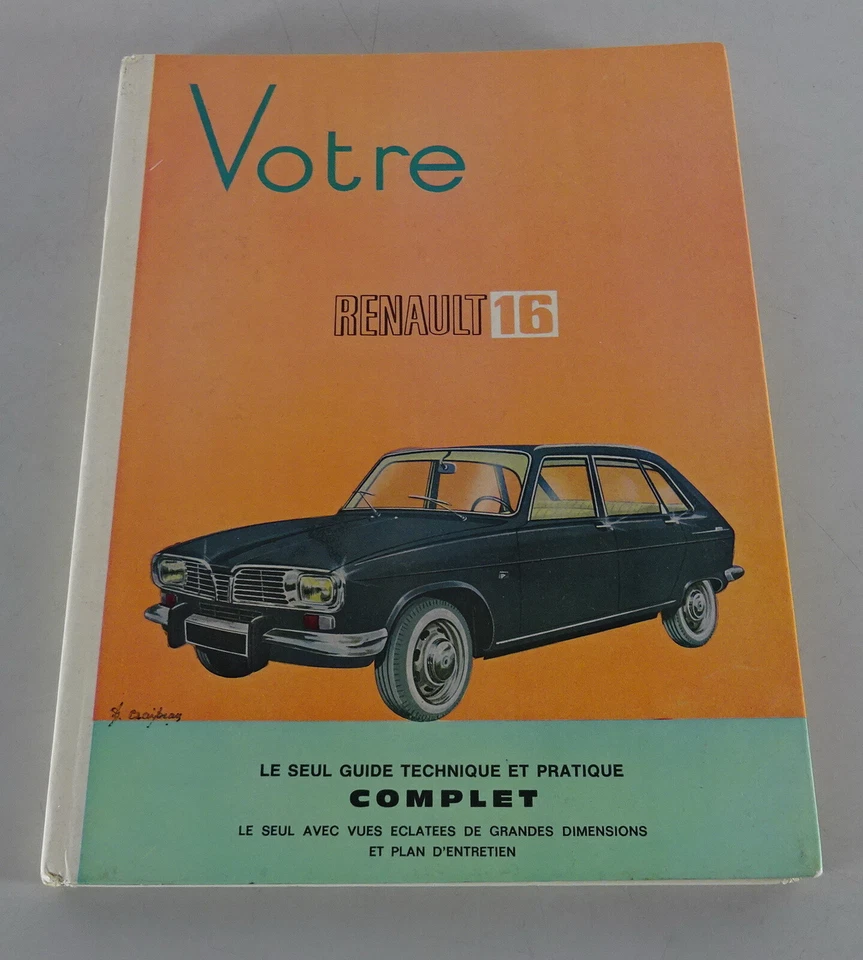 Votre
RENAULT 16
LE SEUL GUIDE TECHNIQUE ET PRATIQUE
COMPLET
LE SEUL AVEC VUES ECLATEES DE GRANDES DIMENSIONS
ET PLAN D'ENTRETIEN